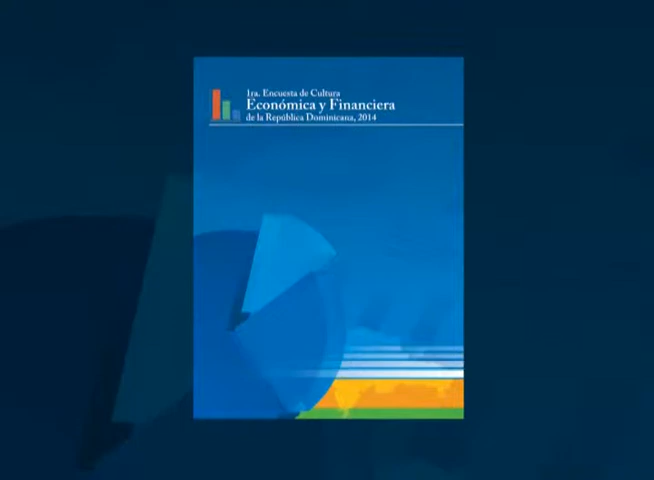 1ra. Encuesta de Cultura
Económica y Financiera
de la República Dominicana, 2014